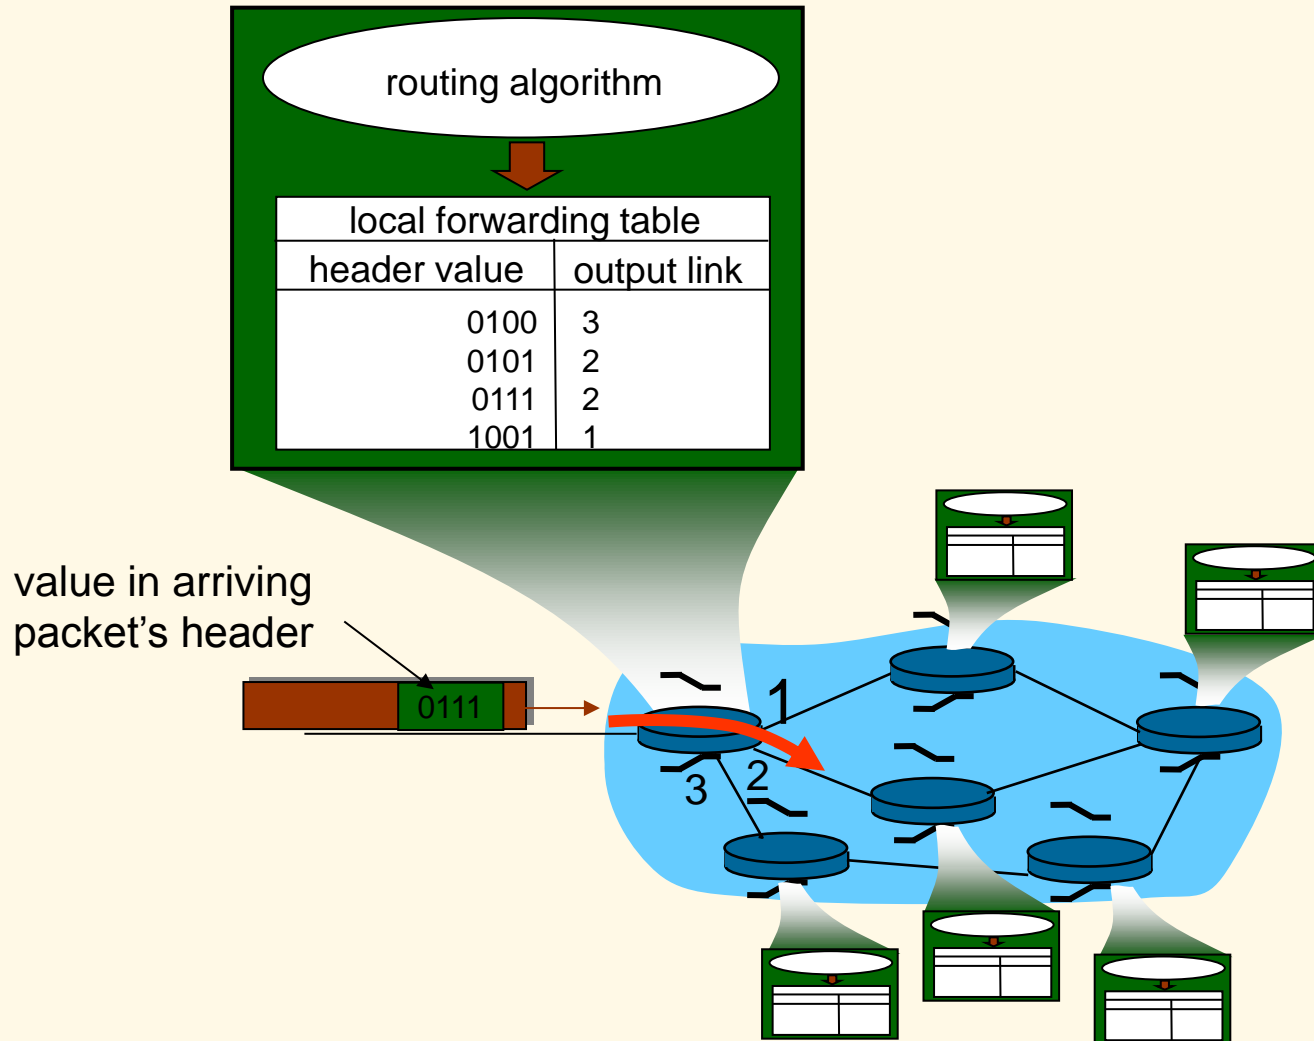 routing algorithm
local forwarding table
header value output link
0100 3
0101 2
0111 2
1001 1
value in arriving
packet's header
0111
1
2
3